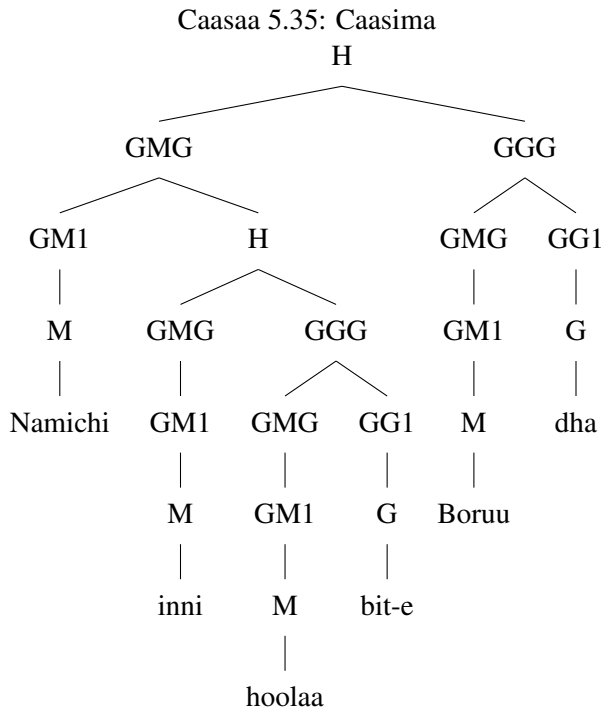 Caasaa 5.35: Caasima
H
GMG GGG
GM1 H GMG GG1
M GMG GGG GM1 G
Namichi GM1 GMG GG1 M dha
M GM1 G Boruu
inni M bit-e
hoolaa